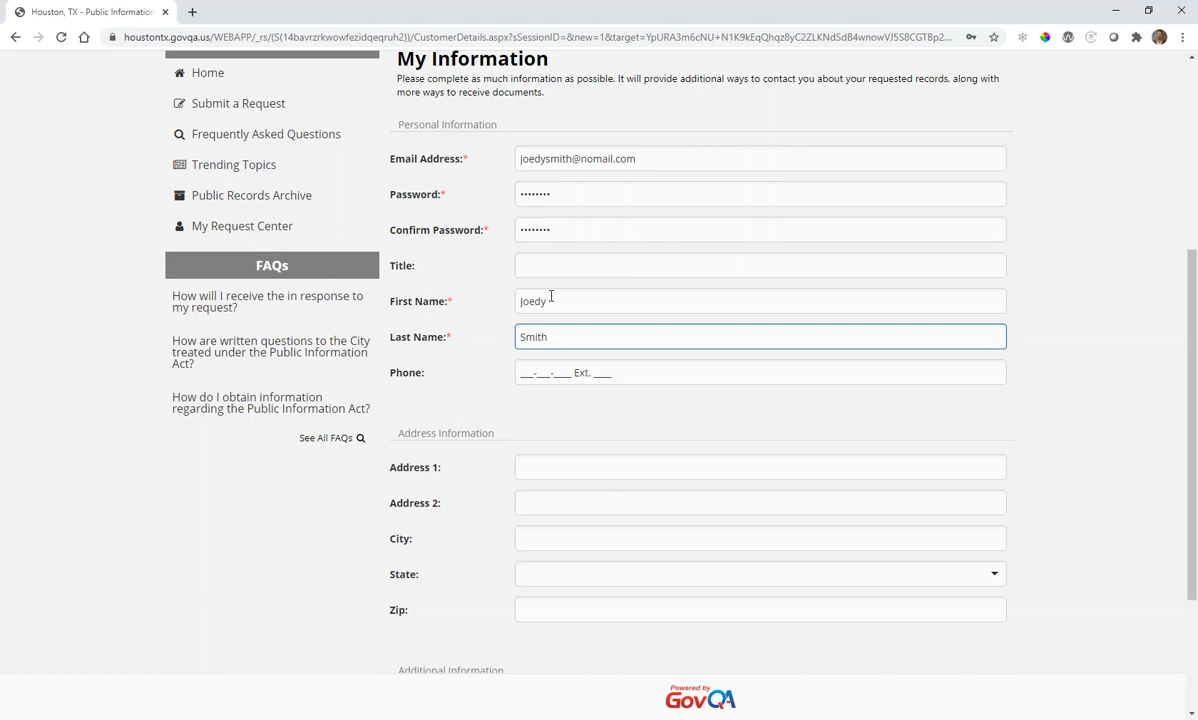 Houston, TX - Public Information
houstontx.govqa.us/WEBAPP/_rs/(S(14bavrzrkwowfezidqeqruh2))/CustomerDetails.aspx?sSessionID=&new=1&target=YpURA3m6cNU+N1K9kEqQhqz8yC2ZLKNdSdB4wnowVJ5S8CGTBp2...
My Information
Please complete as much information as possible. It will provide additional ways to contact you about your requested records, along with
more ways to receive documents.
Home
Submit a Request
Frequently Asked Questions
Trending Topics
Public Records Archive
My Request Center
FAQs
How will I receive the in response to
my request?
How are written questions to the City
treated under the Public Information
Act?
How do I obtain information
regarding the Public Information Act?
See All FAQs
Personal Information
Email Address:* joedysmith@nomail.com
Password:* ••••••••
Confirm Password:* ••••••••
Title:
First Name:* Joedy
Last Name:* Smith
Phone: ___-___-____ Ext. ____
Address Information
Address 1:
Address 2:
City:
State:
Zip:
Additional Information
Powered by
GovQA